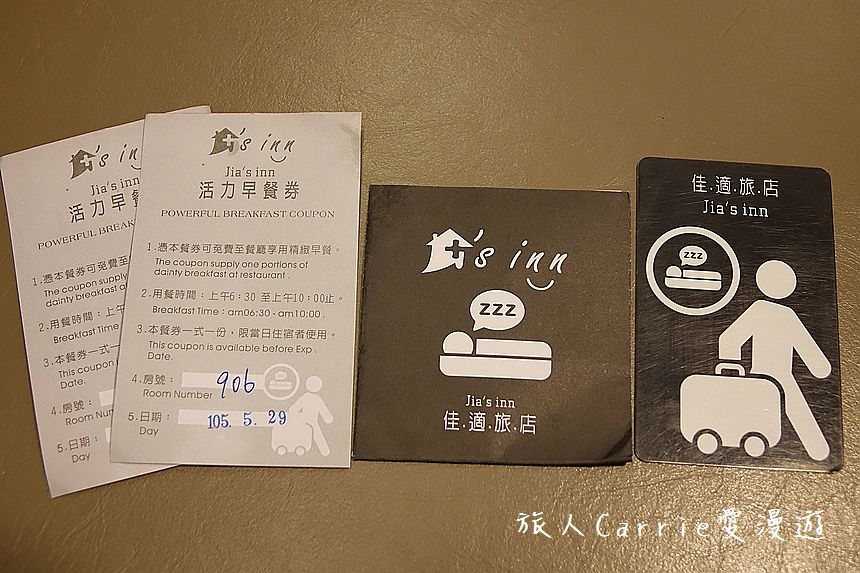 's inn
Jia's inn
活力早餐
POWERFUL BREAKFAST
1.憑本餐券可免費至
The coupon supply one
dainty breakfast a
2.用餐時間：上午
Breakfast Time：
3.本餐券一式一
This coupon
Date.
4.房號：
Room Number
5.日期：
Day
's inn
Jia's inn
活力早餐券
POWERFUL BREAKFAST COUPON
1.憑本餐券可免費至餐廳享用精緻早餐。
The coupon supply one portions of
dainty breakfast at restaurant .
2.用餐時間：上午6：30 至上午10：00止。
Breakfast Time：am06:30 - am10:00 .
3.本餐券一式一份，限當日住宿者使用。
This coupon is available before Exp .
Date.
4.房號： 906
Room Number
zzz
5.日期： 105. 5. 29
Day
's inn
zzz
Jia's inn
佳.適.旅.店
佳.適.旅.店
Jia's inn
zzz
旅人Carrie愛漫遊